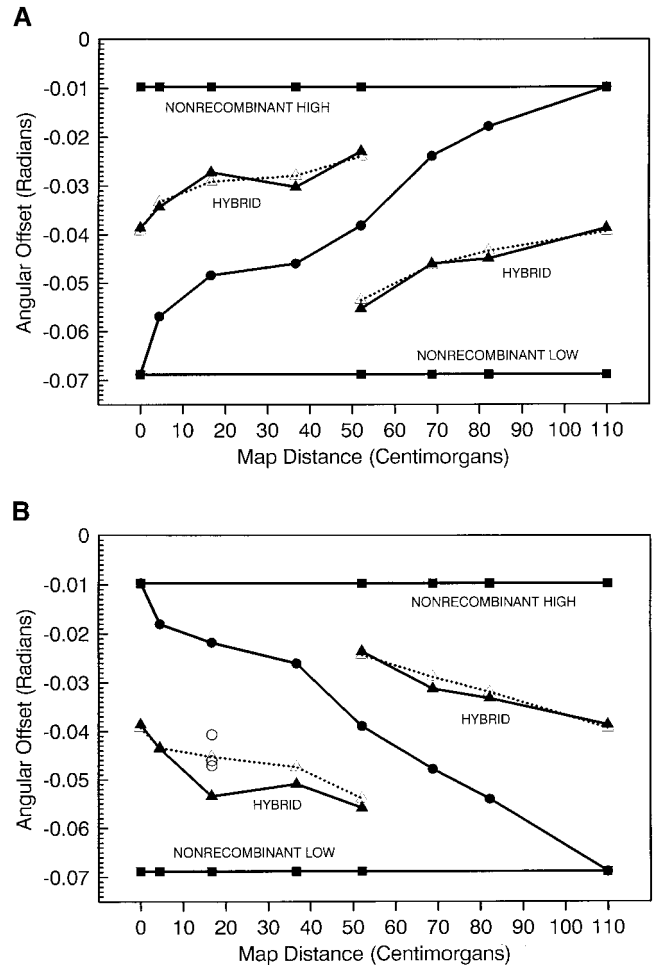 A
0
-0.01
-0.02
-0.03
-0.04
-0.05
-0.06
-0.07
Angular Offset (Radians)
NONRECOMBINANT HIGH
HYBRID
HYBRID
NONRECOMBINANT LOW
0 10 20 30 40 50 60 70 80 90 100 110
Map Distance (Centimorgans)
B
0
-0.01
-0.02
-0.03
-0.04
-0.05
-0.06
-0.07
Angular Offset (Radians)
NONRECOMBINANT HIGH
HYBRID
HYBRID
NONRECOMBINANT LOW
0 10 20 30 40 50 60 70 80 90 100 110
Map Distance (Centimorgans)